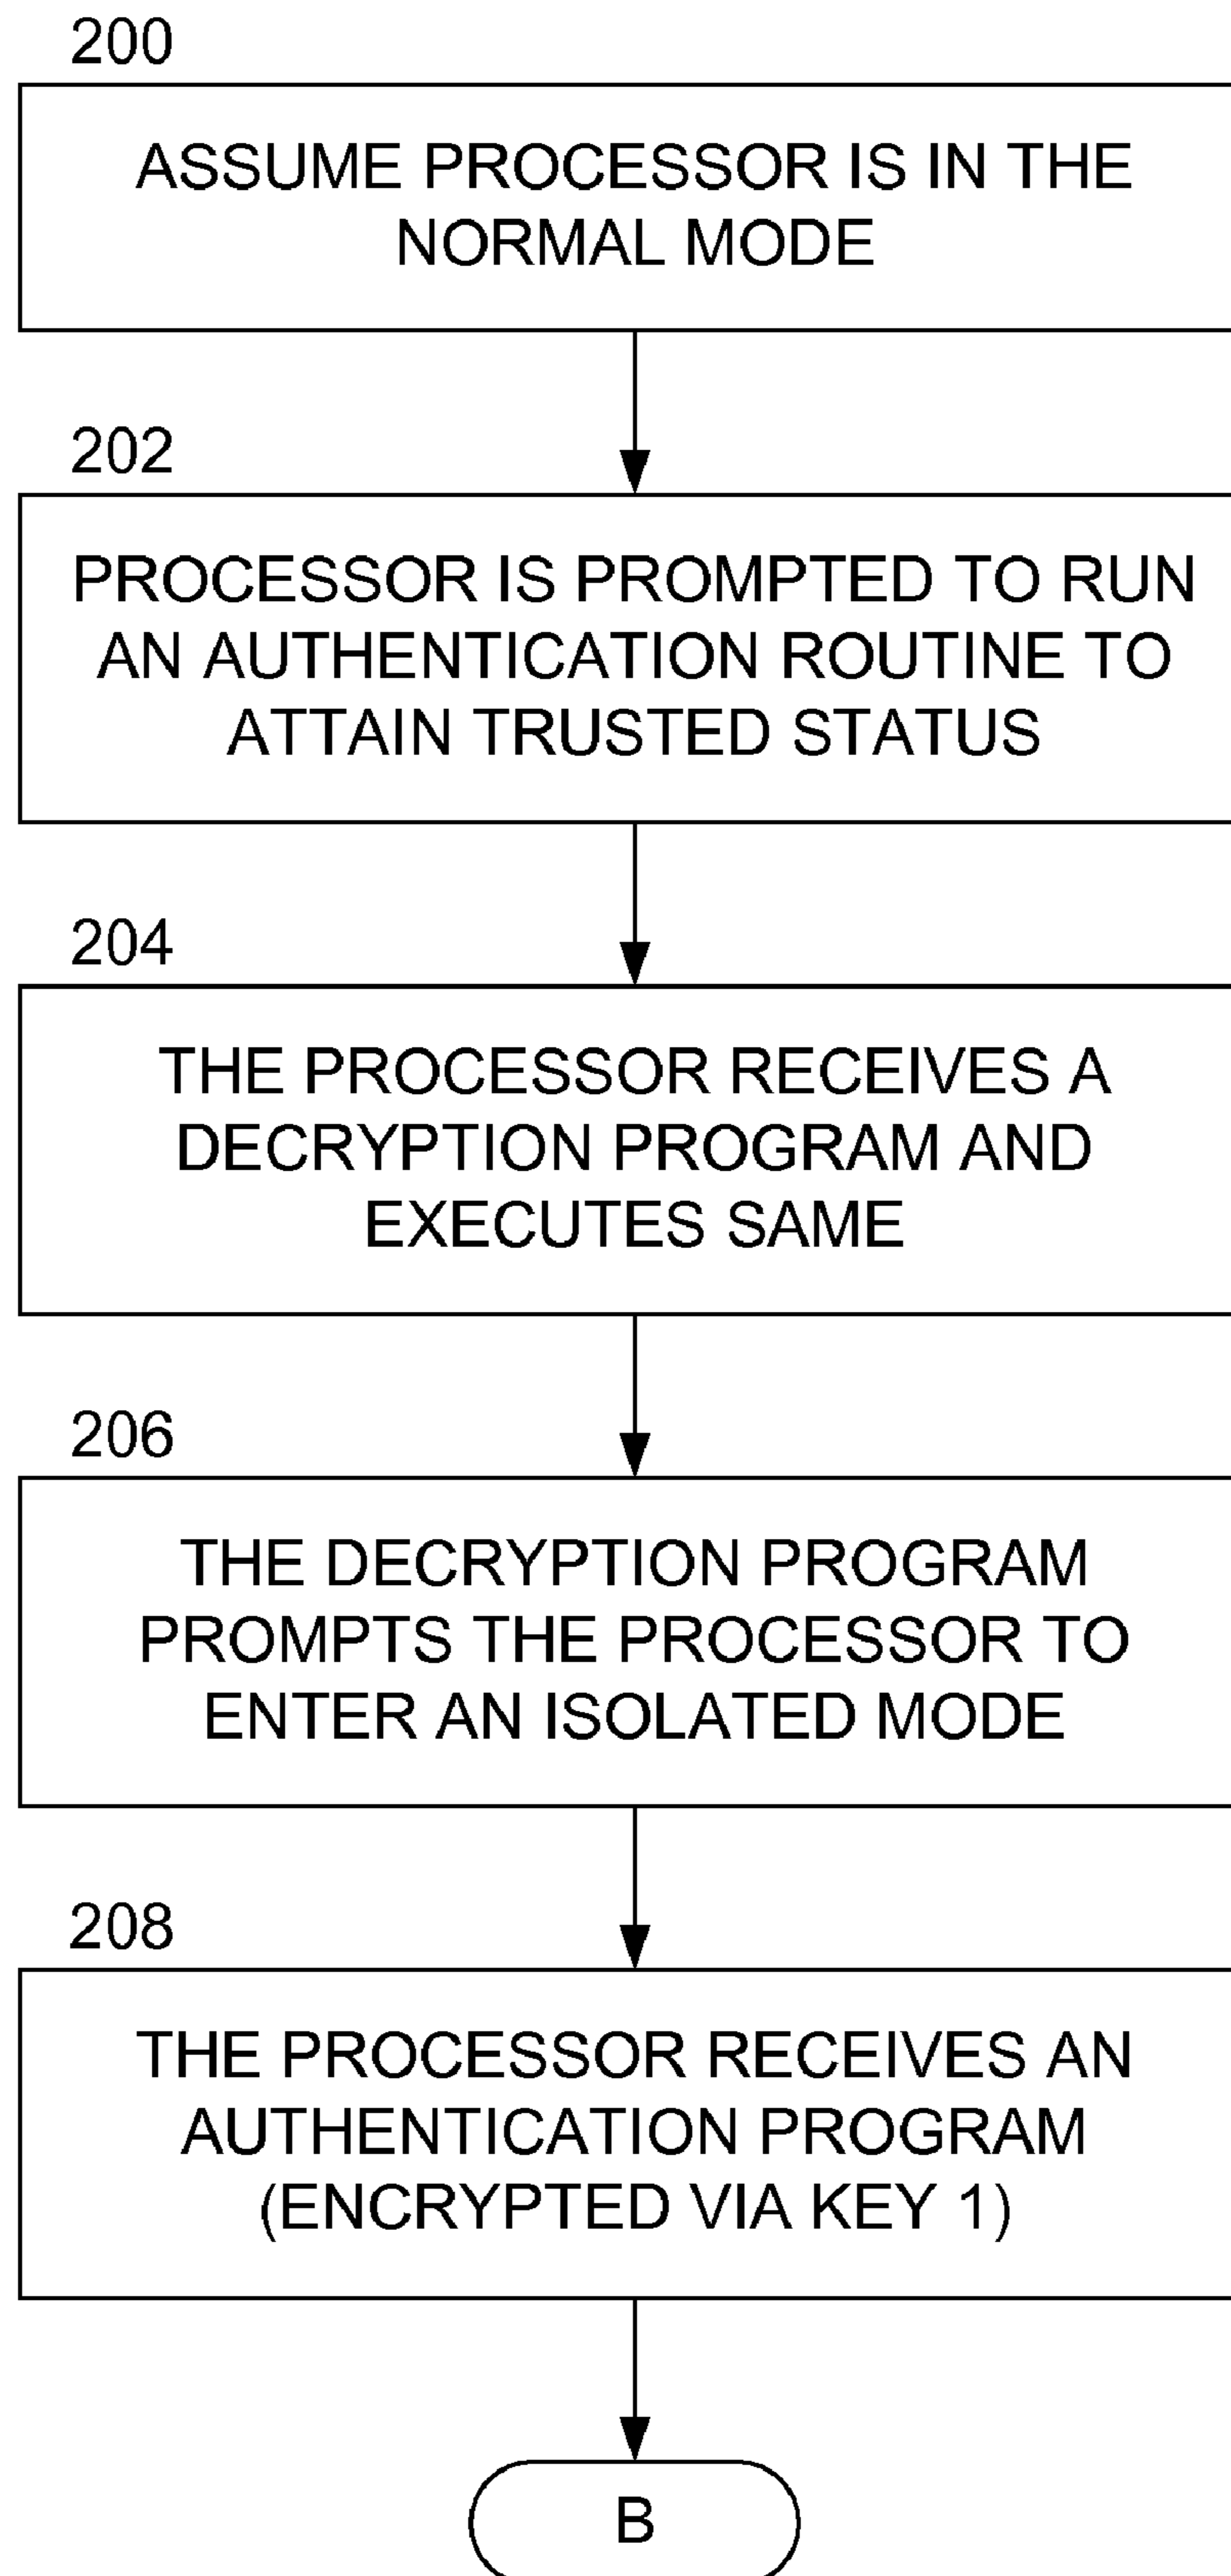 200
ASSUME PROCESSOR IS IN THE
NORMAL MODE
202
PROCESSOR IS PROMPTED TO RUN
AN AUTHENTICATION ROUTINE TO
ATTAIN TRUSTED STATUS
204
THE PROCESSOR RECEIVES A
DECRYPTION PROGRAM AND
EXECUTES SAME
206
THE DECRYPTION PROGRAM
PROMPTS THE PROCESSOR TO
ENTER AN ISOLATED MODE
208
THE PROCESSOR RECEIVES AN
AUTHENTICATION PROGRAM
(ENCRYPTED VIA KEY 1)
B